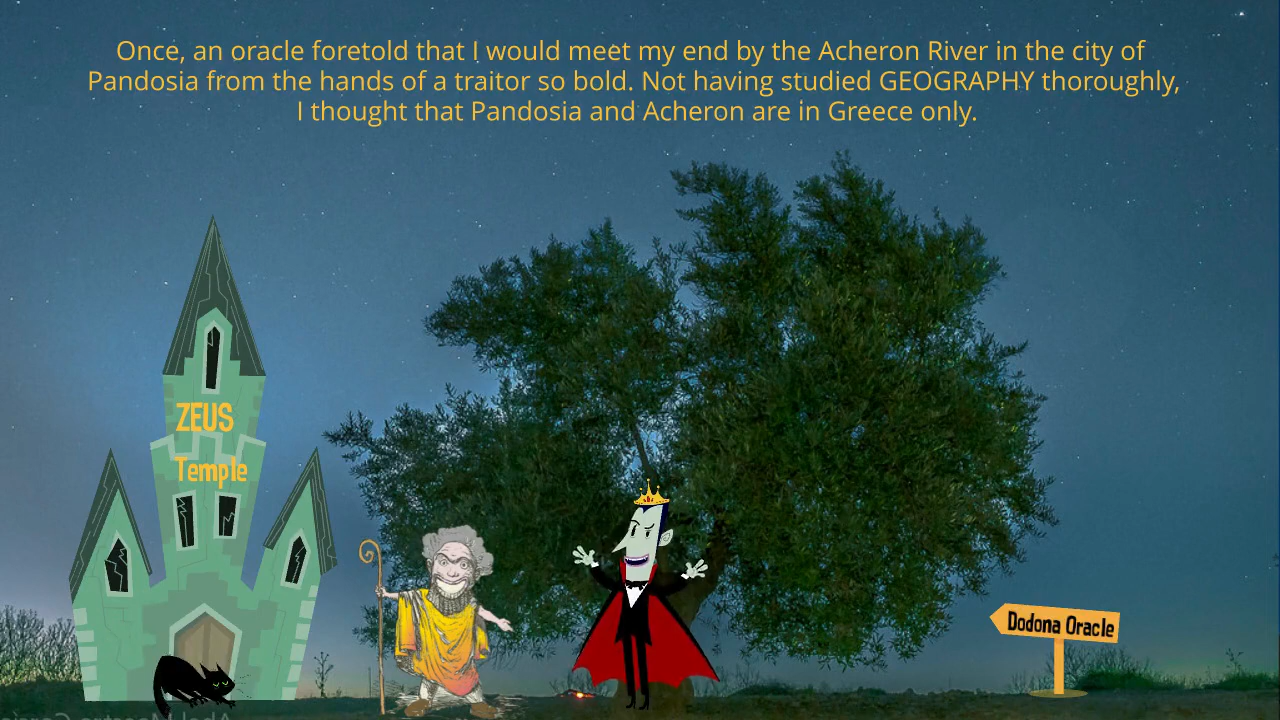 Once, an oracle foretold that I would meet my end by the Acheron River in the city of
Pandosia from the hands of a traitor so bold. Not having studied GEOGRAPHY thoroughly,
I thought that Pandosia and Acheron are in Greece only.
ZEUS
Temple
Dodona Oracle